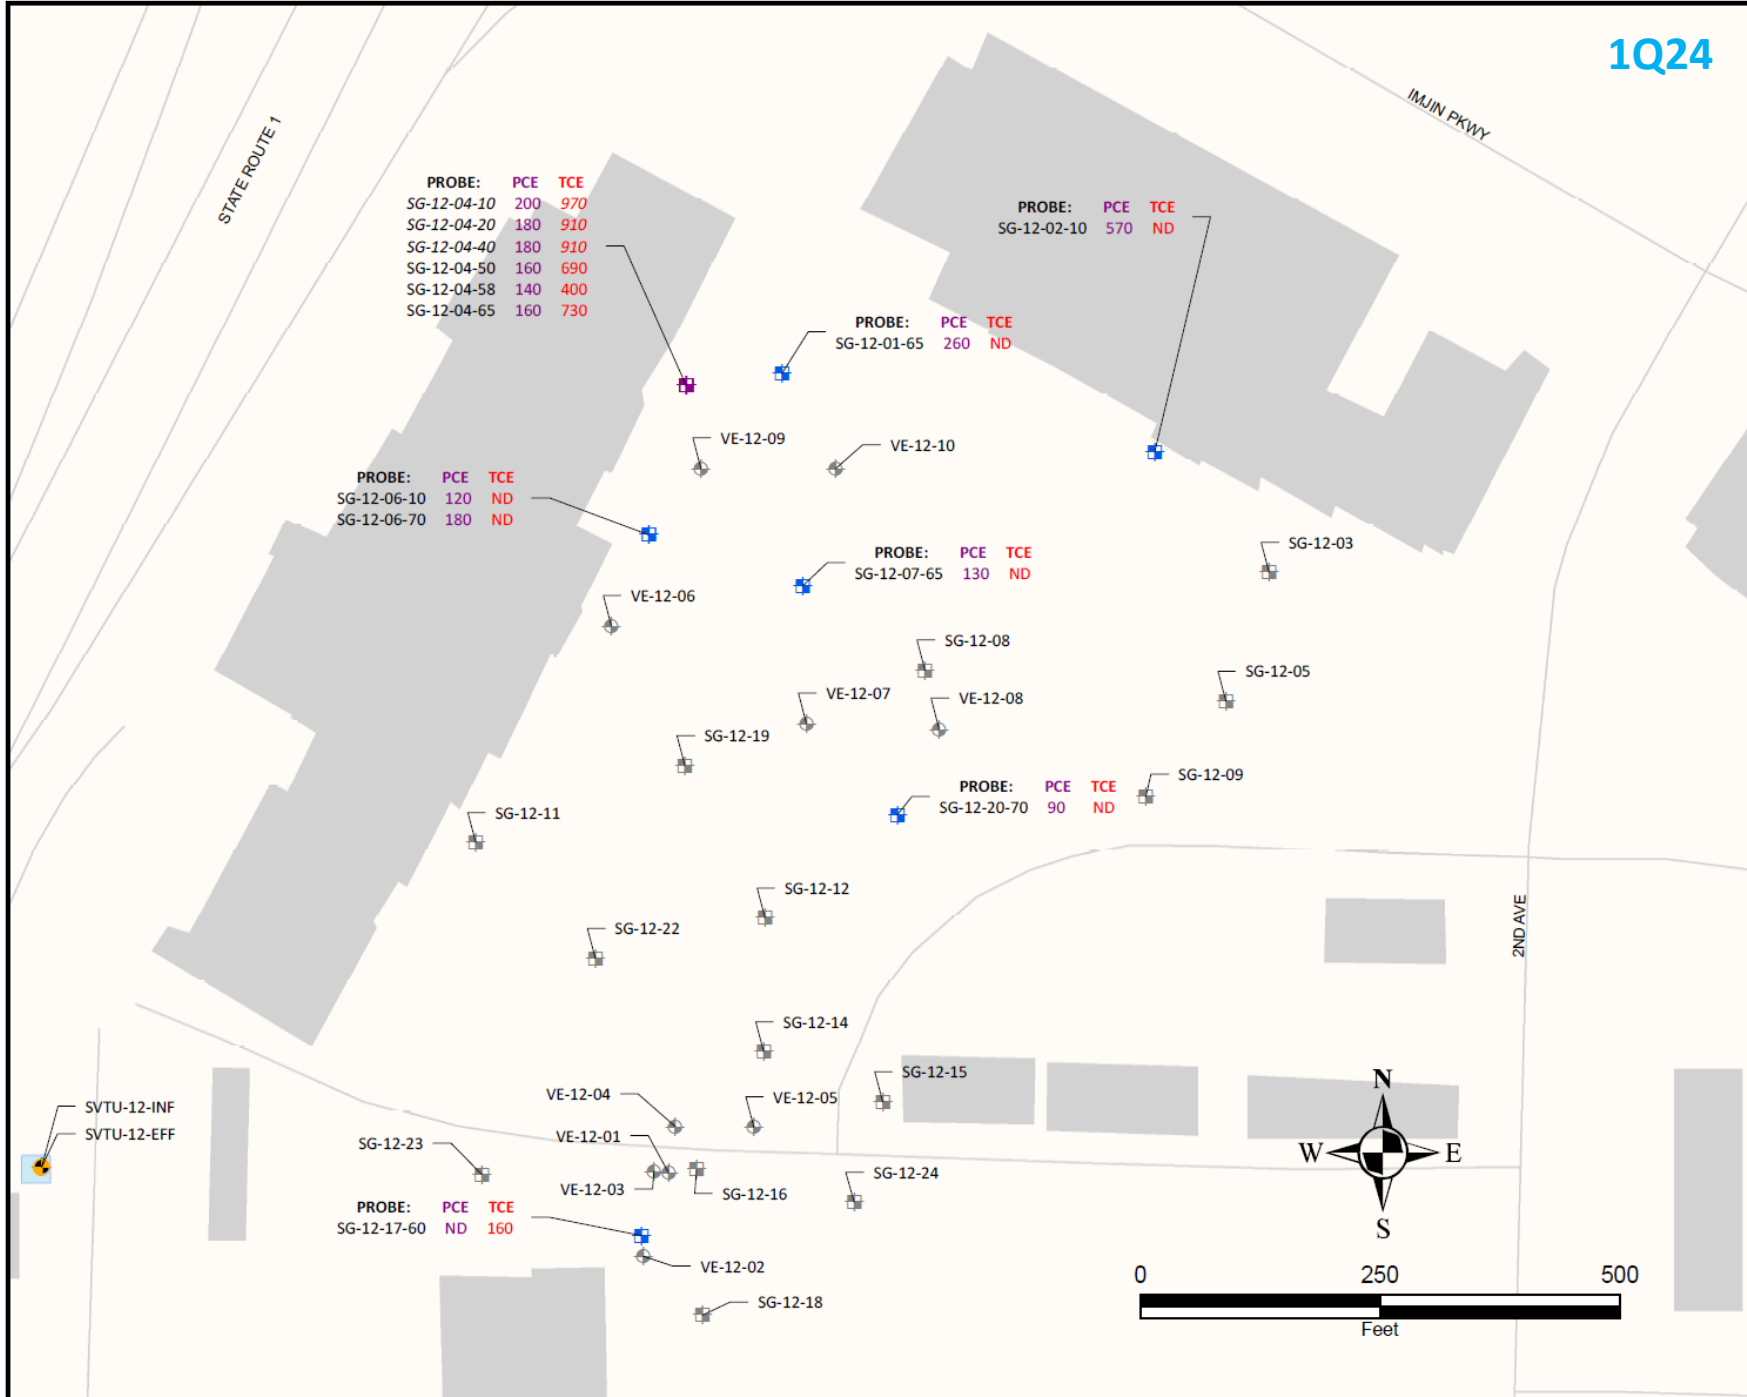 1Q24
IMJIN PKWY
STATE ROUTE 1
PROBE: PCE TCE
SG-12-04-10 200 970
SG-12-04-20 180 910
SG-12-04-40 180 910
SG-12-04-50 160 690
SG-12-04-58 140 400
SG-12-04-65 160 730
PROBE: PCE TCE
SG-12-02-10 570 ND
PROBE: PCE TCE
SG-12-01-65 260 ND
VE-12-09
VE-12-10
PROBE: PCE TCE
SG-12-06-10 120 ND
SG-12-06-70 180 ND
SG-12-03
PROBE: PCE TCE
SG-12-07-65 130 ND
VE-12-06
SG-12-08
SG-12-05
VE-12-07
VE-12-08
SG-12-19
SG-12-09
PROBE: PCE TCE
SG-12-20-70 90 ND
SG-12-11
SG-12-12
2ND AVE
SG-12-22
SG-12-14
SG-12-15
VE-12-04
VE-12-05
SVTU-12-INF
SVTU-12-EFF
VE-12-01
SG-12-23
SG-12-24
VE-12-03
SG-12-16
PROBE: PCE TCE
SG-12-17-60 ND 160
VE-12-02
SG-12-18
N
W E
S
0 250 500
Feet